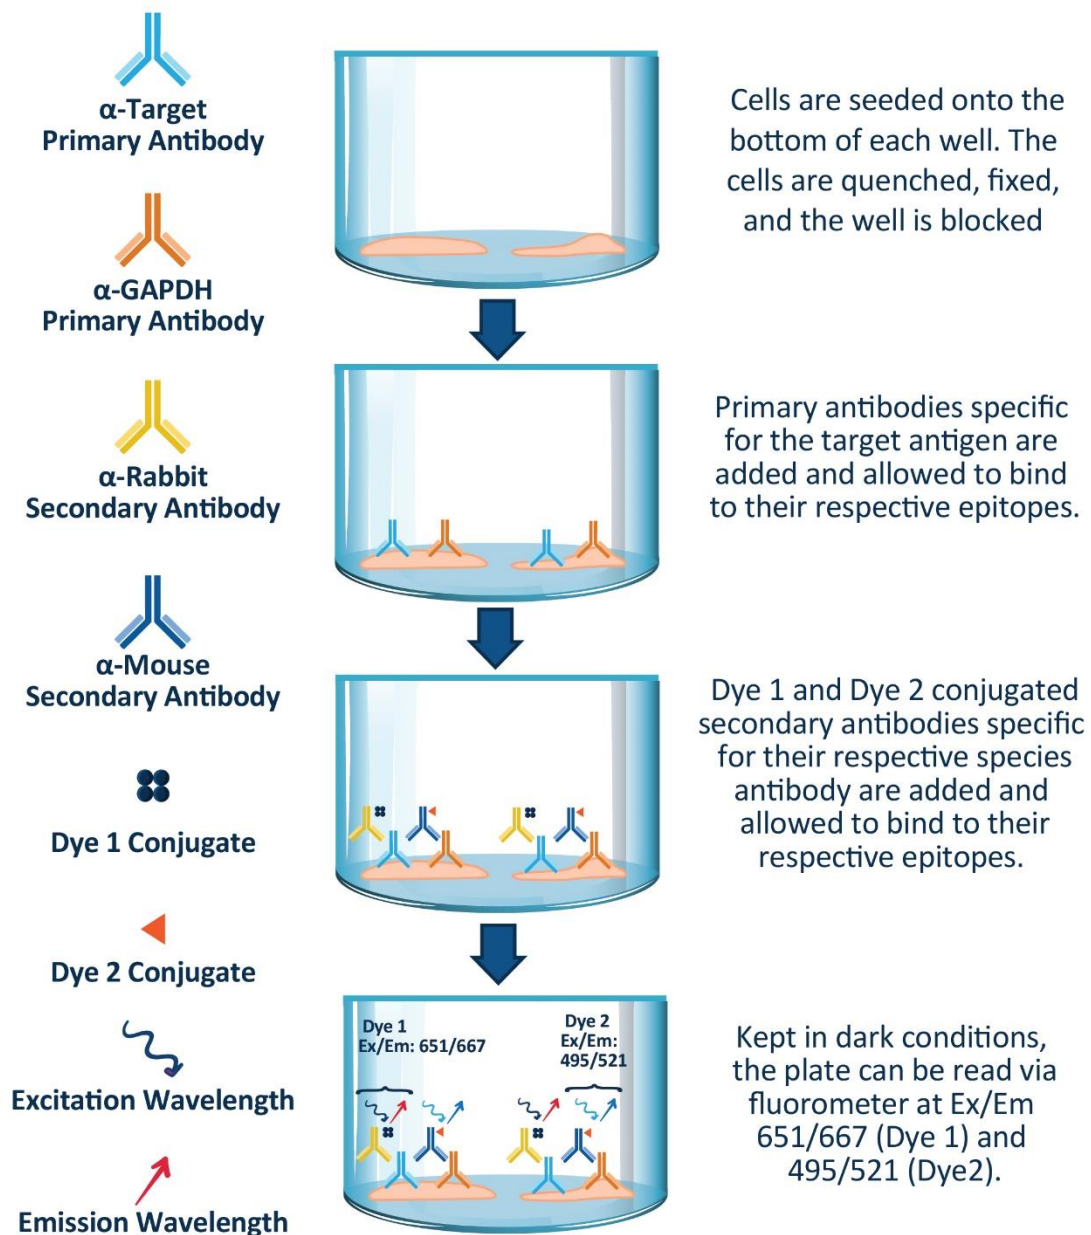 α-Target
Primary Antibody
α-GAPDH
Primary Antibody
α-Rabbit
Secondary Antibody
α-Mouse
Secondary Antibody
Dye 1 Conjugate
Dye 2 Conjugate
Excitation Wavelength
Emission Wavelength
Cells are seeded onto the
bottom of each well. The
cells are quenched, fixed,
and the well is blocked
Primary antibodies specific
for the target antigen are
added and allowed to bind
to their respective epitopes.
Dye 1 and Dye 2 conjugated
secondary antibodies specific
for their respective species
antibody are added and
allowed to bind to their
respective epitopes.
Dye 1
Ex/Em: 651/667
Dye 2
Ex/Em:
495/521
Kept in dark conditions,
the plate can be read via
fluorometer at Ex/Em
651/667 (Dye 1) and
495/521 (Dye2).